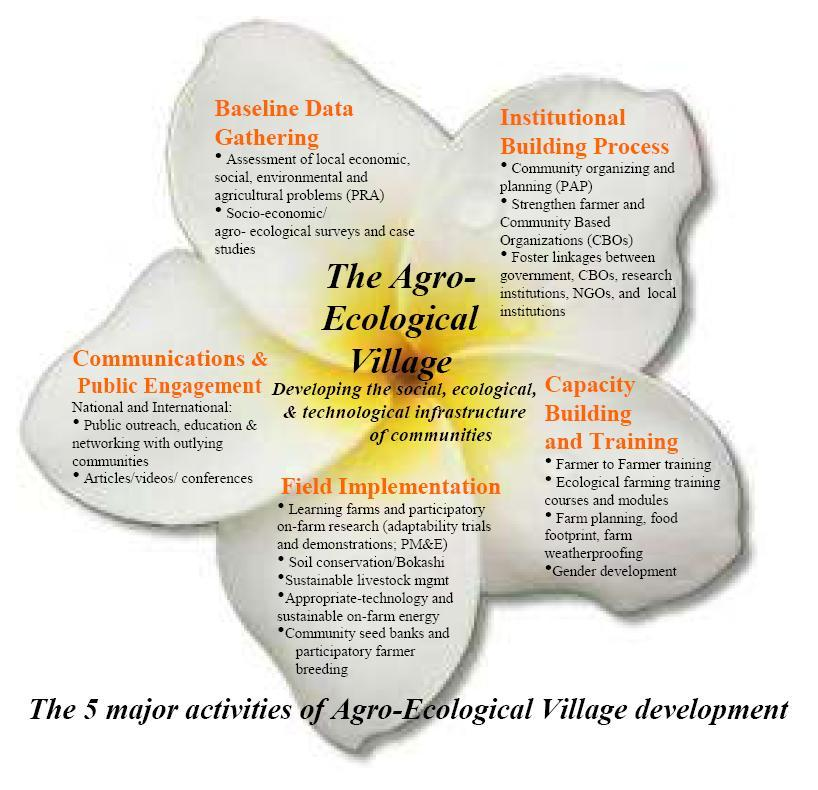 Baseline Data
Gathering
• Assessment of local economic,
social, environmental and
agricultural problems (PRA)
• Socio-economic/
agro- ecological surveys and case
studies
Institutional
Building Process
• Community organizing and
planning (PAP)
• Strengthen farmer and
Community Based
Organizations (CBOs)
• Foster linkages between
government, CBOs, research
institutions, NGOs, and local
institutions
The Agro-
Ecological
Village
Developing the social, ecological,
& technological infrastructure
of communities
Communications &
Public Engagement
National and International:
• Public outreach, education &
networking with outlying
communities
• Articles/videos/ conferences
Capacity
Building
and Training
• Farmer to Farmer training
• Ecological farming training
courses and modules
• Farm planning, food
footprint, farm
weatherproofing
•Gender development
Field Implementation
• Learning farms and participatory
on-farm research (adaptability trials
and demonstrations; PM&E)
• Soil conservation/Bokashi
•Sustainable livestock mgmt
•Appropriate-technology and
sustainable on-farm energy
•Community seed banks and
participatory farmer
breeding
The 5 major activities of Agro-Ecological Village development